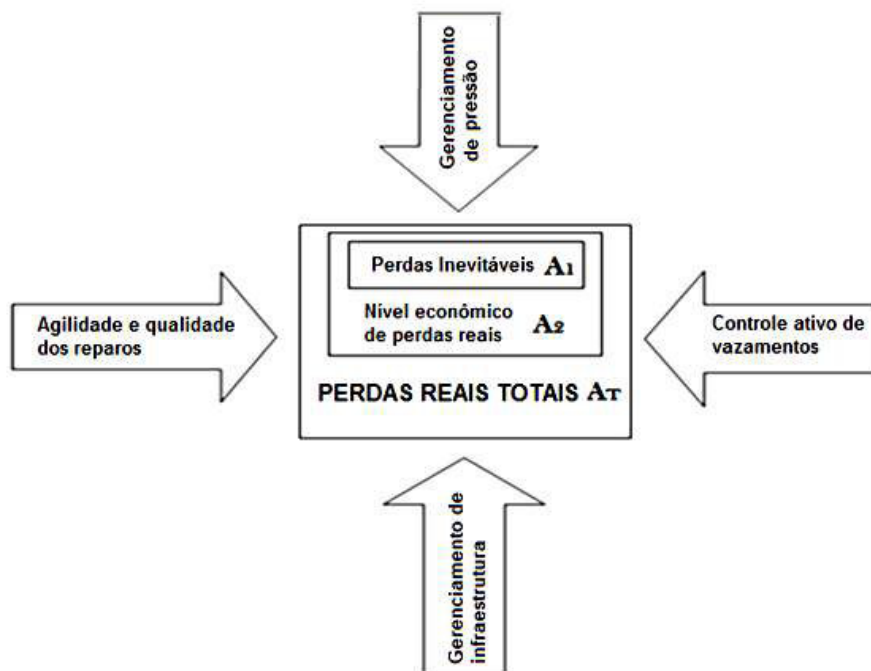 Gerenciamento
de pressão
Perdas Inevitáveis A1
Nível econômico
de perdas reais A2
PERDAS REAIS TOTAIS AT
Agilidade e qualidade
dos reparos
Controle ativo de
vazamentos
Gerenciamento de
infraestrutura